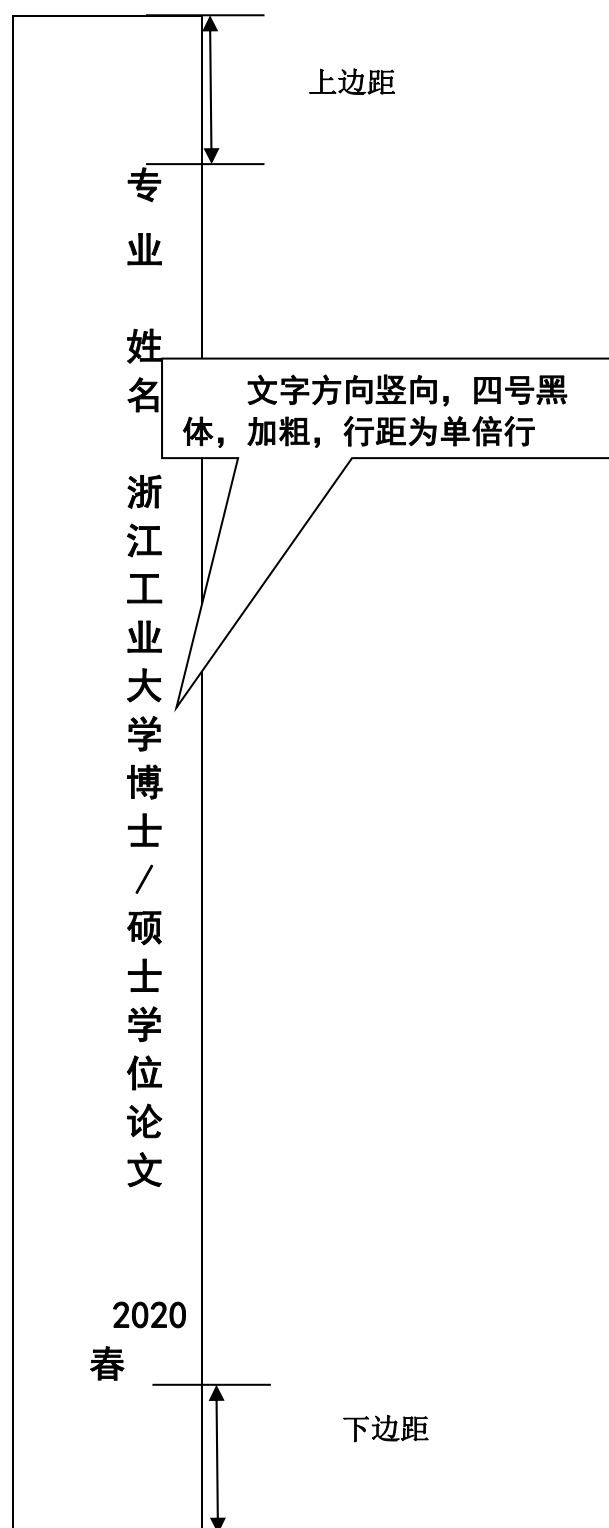 上边距
专业
姓名
文字方向竖向，四号黑
体，加粗，行距为单倍行
浙江工业大学博士/硕士学位论文
2020
春
下边距